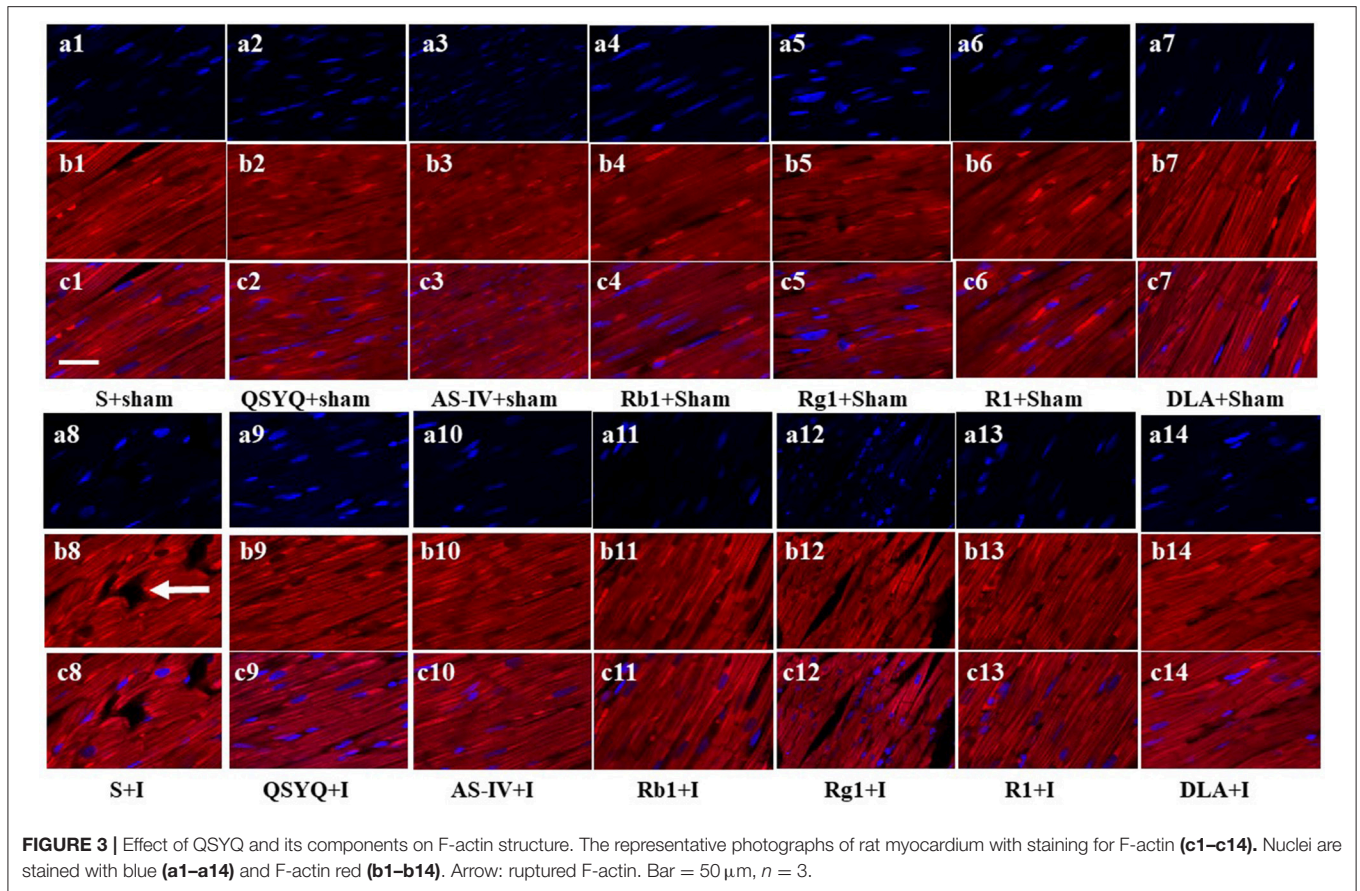 a1 a2 a3 a4 a5 a6 a7
b1 b2 b3 b4 b5 b6 b7
c1 c2 c3 c4 c5 c6 c7
S+sham QSYQ+sham AS-IV+sham Rb1+Sham Rg1+Sham R1+Sham DLA+Sham
a8 a9 a10 a11 a12 a13 a14
b8 b9 b10 b11 b12 b13 b14
c8 c9 c10 c11 c12 c13 c14
S+I QSYQ+I AS-IV+I Rb1+I Rg1+I R1+I DLA+I
FIGURE 3 | Effect of QSYQ and its components on F-actin structure. The representative photographs of rat myocardium with staining for F-actin (c1–c14). Nuclei are
stained with blue (a1–a14) and F-actin red (b1–b14). Arrow: ruptured F-actin. Bar = 50 μm, n = 3.